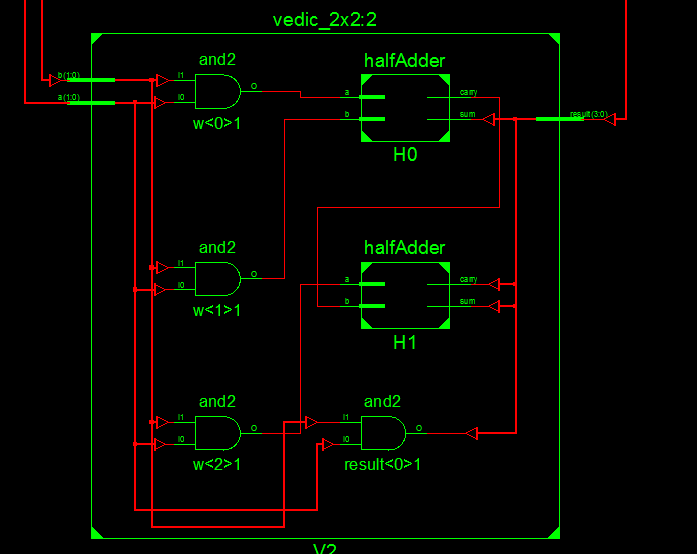 vedic_2x2:2
and2
halfAdder
b(1:0)
a(1:0)
I1
I0
O
w<0>1
a
b
carry
sum
H0
result(3:0)
and2
halfAdder
I1
I0
O
w<1>1
a
b
carry
sum
H1
and2
and2
I1
I0
O
I1
I0
O
w<2>1
result<0>1
V2